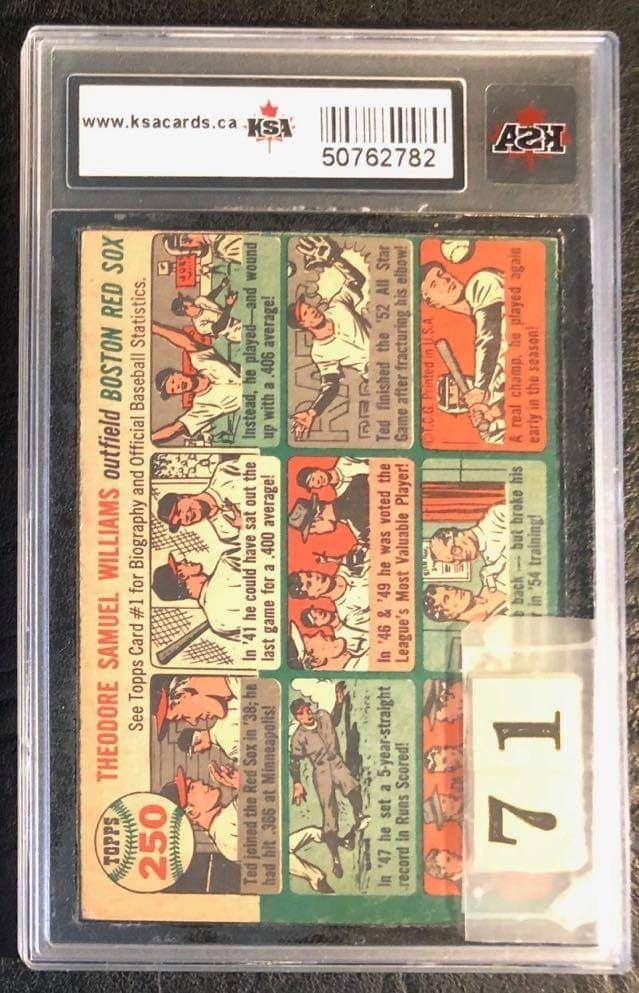 www.ksacards.ca KSA
50762782
KSA
TOPPS
250
THEODORE SAMUEL WILLIAMS outfield BOSTON RED SOX
See Topps Card #1 for Biography and Official Baseball Statistics.
Ted joined the Red Sox in '38; he
had hit .366 at Minneapolis!
In '41 he could have sat out the
last game for a .400 average!
Instead, he played—and wound
up with a .406 average!
In '47 he set a 5-year-straight
record in Runs Scored!
In '46 & '49 he was voted the
League's Most Valuable Player!
Ted finished the '52 All Star
Game after fracturing his elbow!
back — but broke his
in '54 training!
©T.C.G. Printed in U.S.A.
A real champ, he played again
early in the season!
71